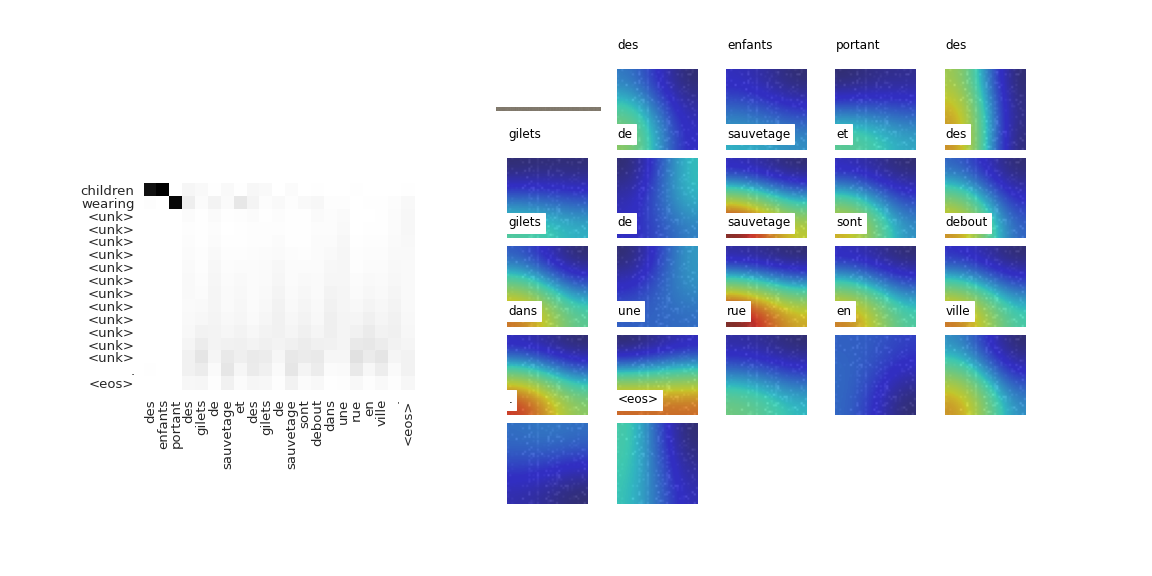 children
wearing
<unk>
<unk>
<unk>
<unk>
<unk>
<unk>
<unk>
<unk>
<unk>
<unk>
<unk>
<unk>
.
<eos>
des
enfants
portant
des
gilets
de
sauvetage
et
des
gilets
de
sauvetage
sont
debout
dans
une
rue
en
ville
.
<eos>
des enfants portant des
gilets de sauvetage et des
gilets de sauvetage sont debout
dans une rue en ville
. <eos>